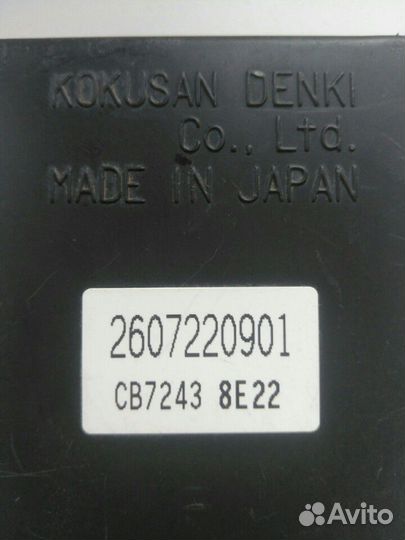 KOKUSAN DENKI
Co., Ltd.
MADE IN JAPAN
2607220901
CB7243 8E22
Avito